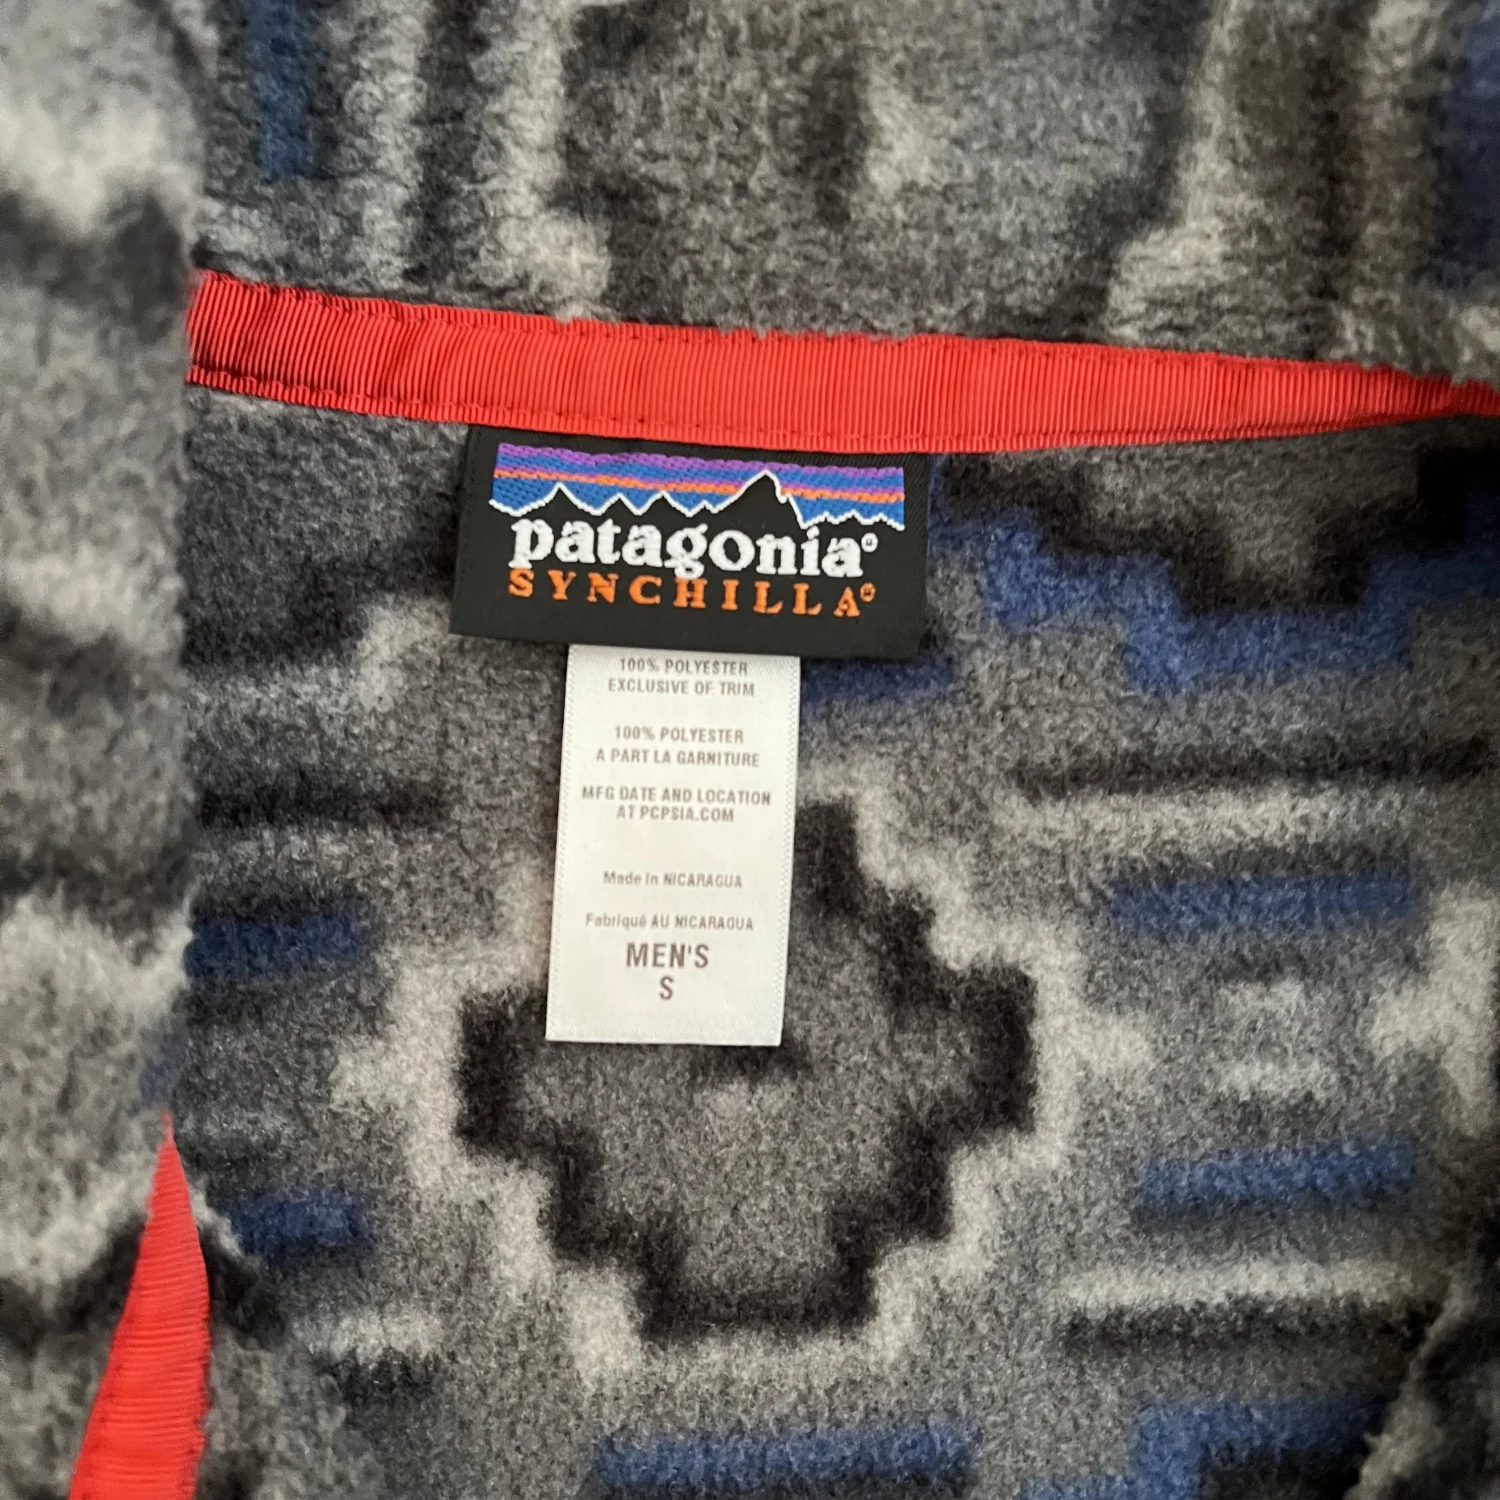 patagonia®
SYNCHILLA®
100% POLYESTER
EXCLUSIVE OF TRIM
100% POLYESTER
A PART LA GARNITURE
MFG DATE AND LOCATION
AT PCPSIA.COM
Made in NICARAGUA
Fabriqué AU NICARAGUA
MEN'S
S